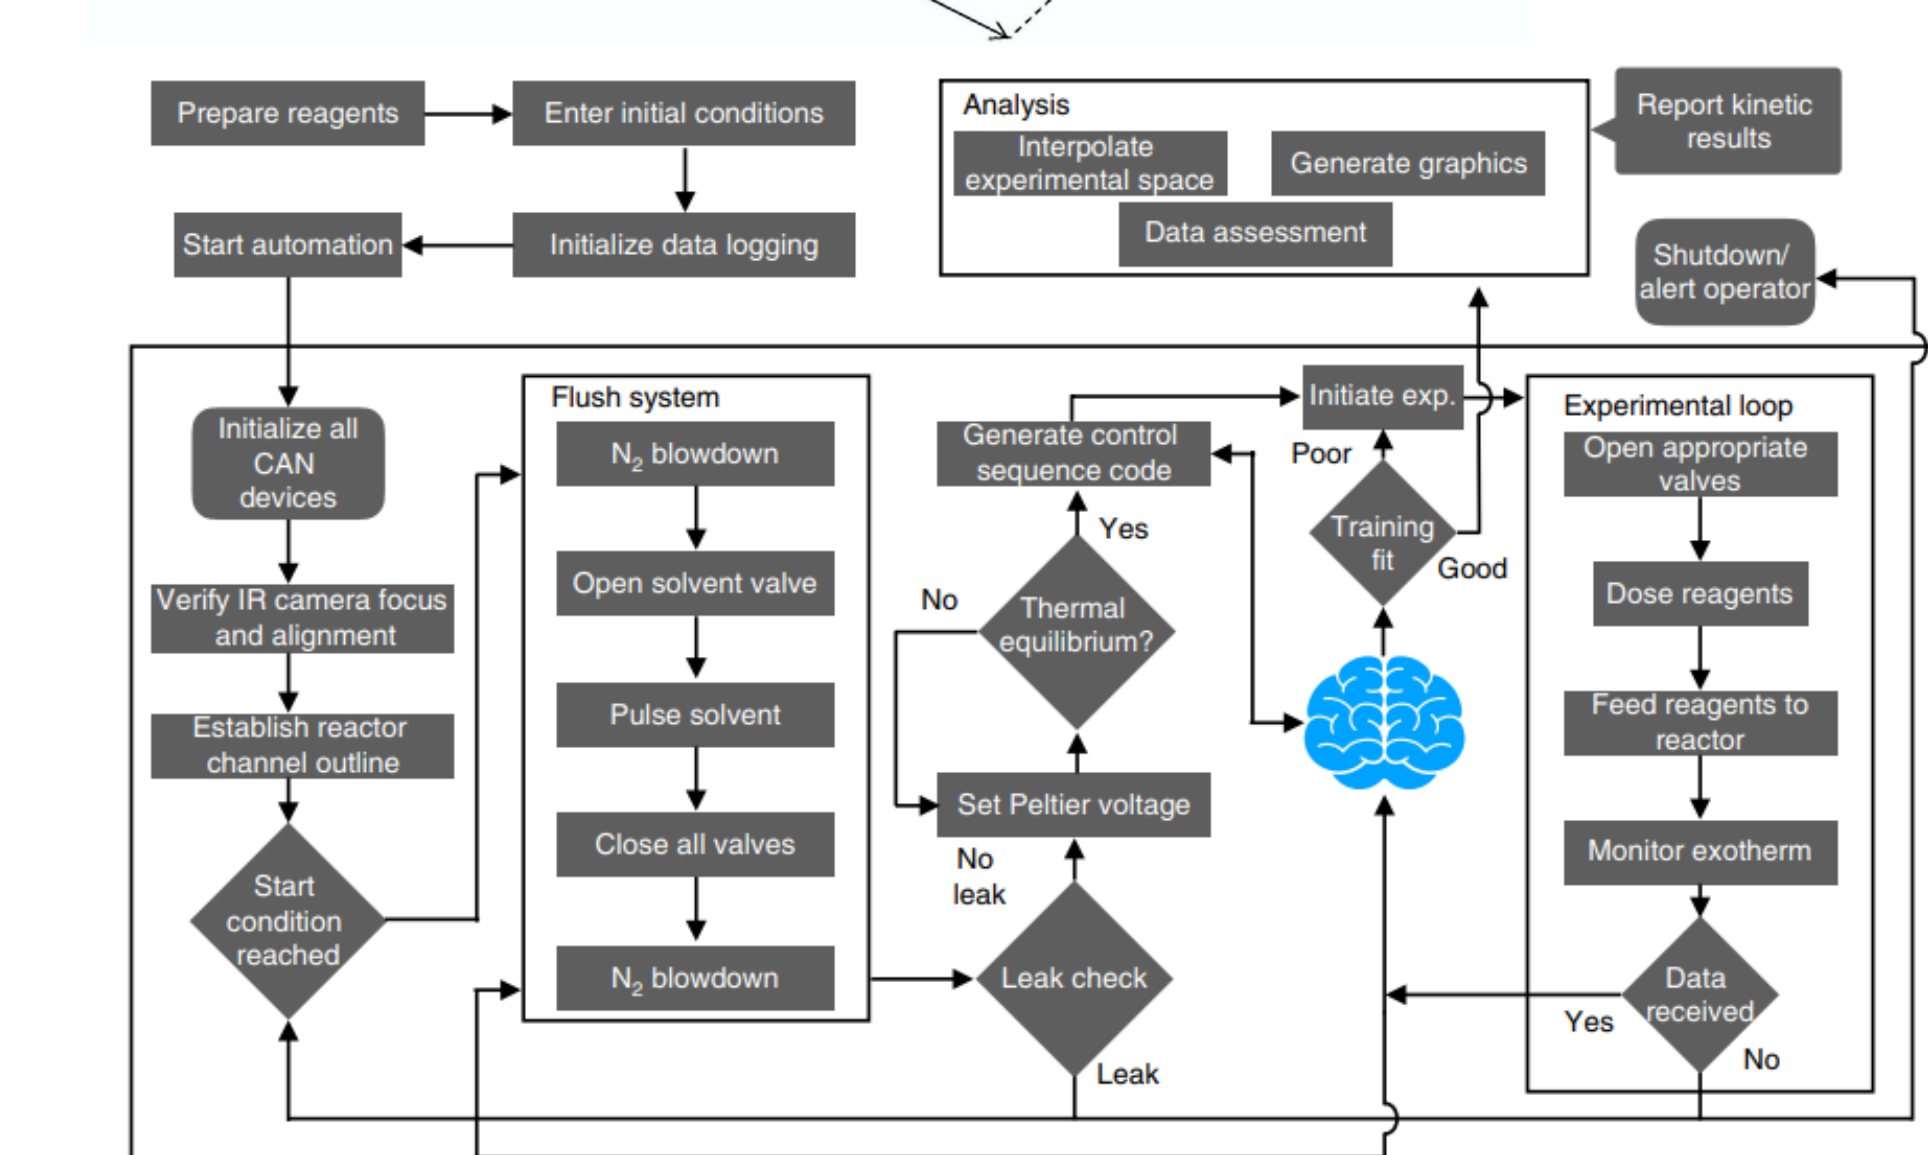 Prepare reagents
Enter initial conditions
Start automation
Initialize data logging
Analysis
Interpolate
experimental space
Generate graphics
Data assessment
Report kinetic
results
Shutdown/
alert operator
Initialize all
CAN
devices
Verify IR camera focus
and alignment
Establish reactor
channel outline
Start
condition
reached
Flush system
N2 blowdown
Open solvent valve
Pulse solvent
Close all valves
N2 blowdown
Generate control
sequence code
Yes
No
Thermal
equilibrium?
Set Peltier voltage
No
leak
Leak check
Leak
Initiate exp.
Poor
Training
fit
Good
Experimental loop
Open appropriate
valves
Dose reagents
Feed reagents to
reactor
Monitor exotherm
Data
received
Yes
No